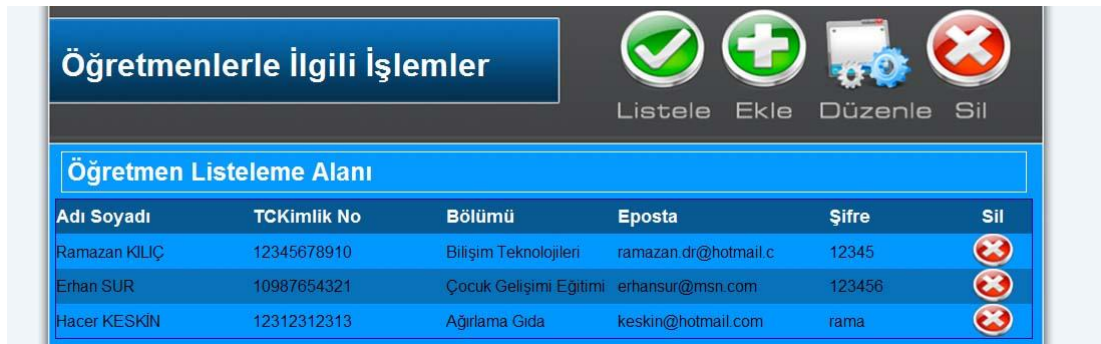 Öğretmenlerle İlgili İşlemler
Listele Ekle Düzenle Sil
Öğretmen Listeleme Alanı
Adı Soyadı TCKimlik No Bölümü Eposta Şifre Sil
Ramazan KILIÇ 12345678910 Bilişim Teknolojileri ramazan.dr@hotmail.c 12345
Erhan SUR 10987654321 Çocuk Gelişimi Eğitimi erhansur@msn.com 123456
Hacer KESKİN 12312312313 Ağırlama Gıda keskin@hotmail.com rama